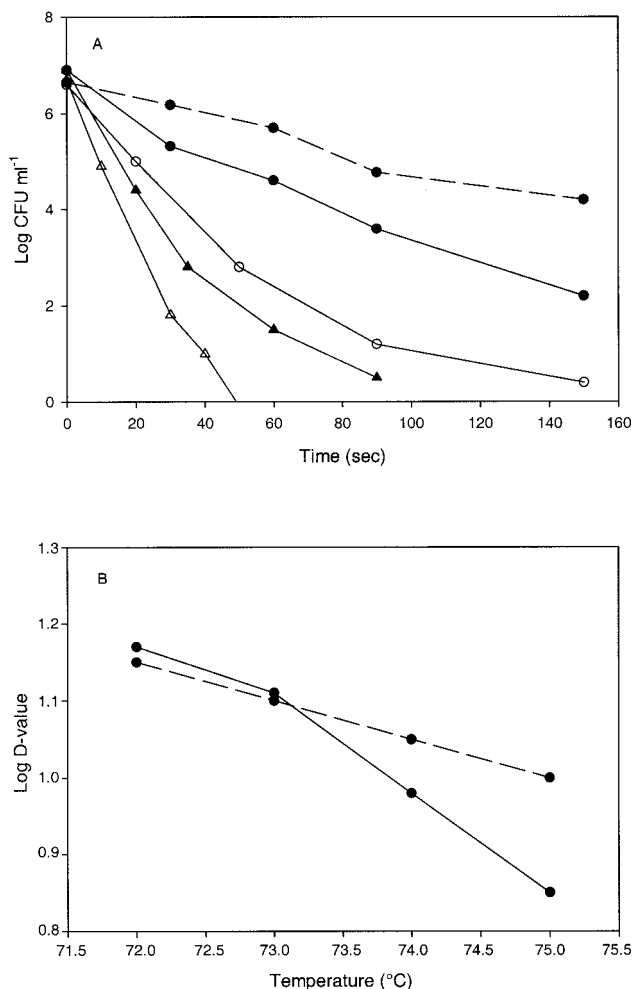 A
8
6
4
2
0
Log CFU ml⁻¹
0 20 40 60 80 100 120 140 160
Time (sec)
B
1.3
1.2
1.1
1.0
0.9
0.8
Log D-value
71.5 72.0 72.5 73.0 73.5 74.0 74.5 75.0 75.5
Temperature (°C)